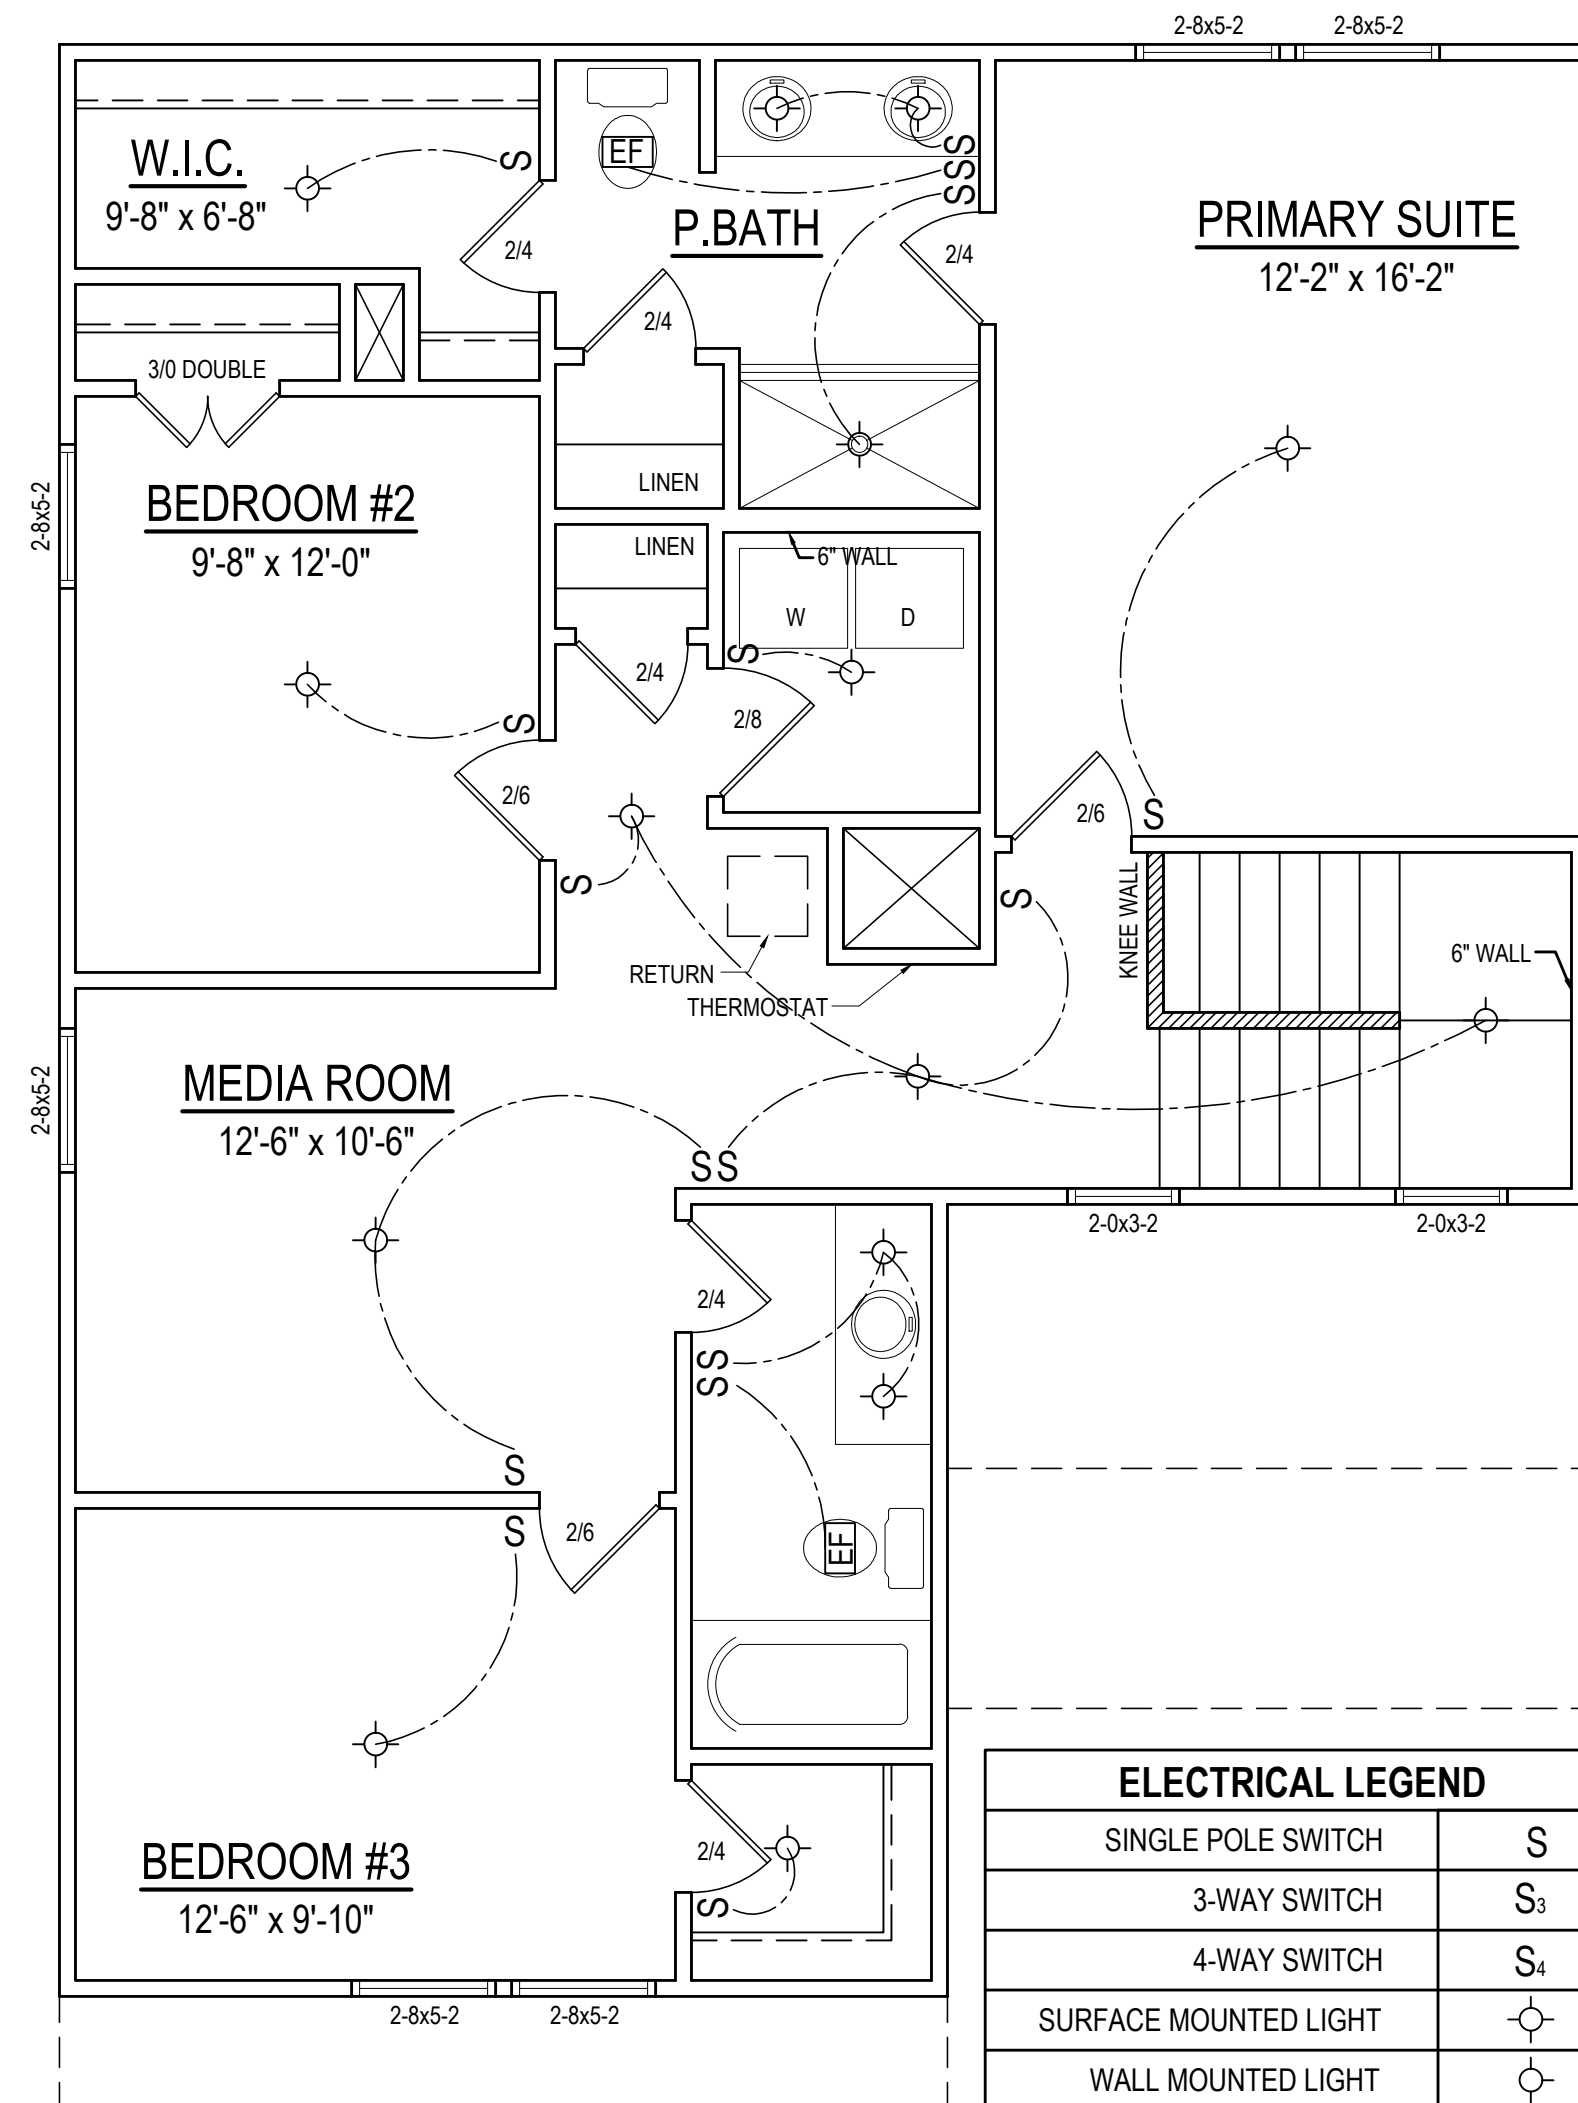 2-8x5-2
2-8x5-2
W.I.C.
9'-8" x 6'-8"
S
EF
S
S
S
P.BATH
PRIMARY SUITE
12'-2" x 16'-2"
2/4
2/4
2/4
3/0 DOUBLE
LINEN
2-8x5-2
BEDROOM #2
9'-8" x 12'-0"
LINEN
6" WALL
W
D
S
2/4
S
2/8
2/6
2/6
S
S
S
KNEE WALL
6" WALL
RETURN
THERMOSTAT
2-8x5-2
MEDIA ROOM
12'-6" x 10'-6"
SS
2-0x3-2
2-0x3-2
2/4
S
S
S
S
2/6
EF
ELECTRICAL LEGEND
SINGLE POLE SWITCH S
3-WAY SWITCH S3
4-WAY SWITCH S4
SURFACE MOUNTED LIGHT
WALL MOUNTED LIGHT
BEDROOM #3
12'-6" x 9'-10"
2/4
S
2-8x5-2
2-8x5-2